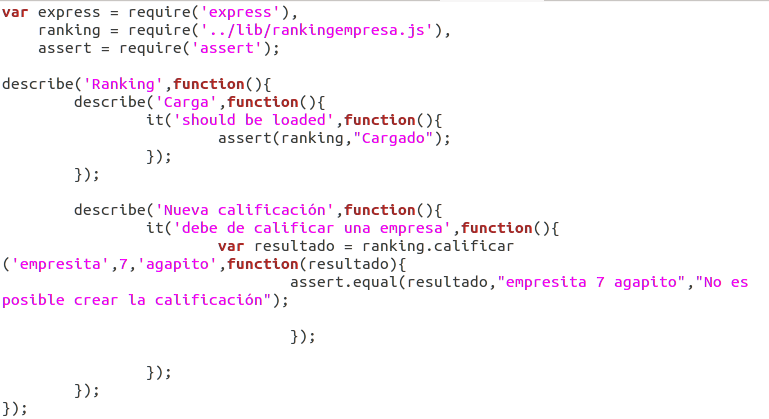 var express = require('express'),
    ranking = require('../lib/rankingempresa.js'),
    assert = require('assert');

describe('Ranking',function(){
        describe('Carga',function(){
                it('should be loaded',function(){
                        assert(ranking,"Cargado");
                });
        });

        describe('Nueva calificación',function(){
                it('debe de calificar una empresa',function(){
                        var resultado = ranking.calificar
('empresita',7,'agapito',function(resultado){
                                assert.equal(resultado,"empresita 7 agapito","No es
posible crear la calificación");

                                });

                });
        });
});